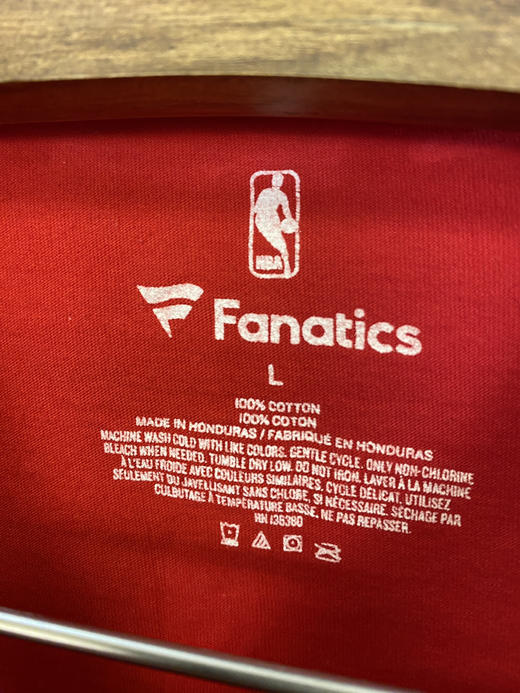 NBA
Fanatics
L
100% COTTON
100% COTON
MADE IN HONDURAS / FABRIQUÉ EN HONDURAS
MACHINE WASH COLD WITH LIKE COLORS. GENTLE CYCLE. ONLY NON-CHLORINE
BLEACH WHEN NEEDED. TUMBLE DRY LOW. DO NOT IRON. LAVER À LA MACHINE
À L'EAU FROIDE AVEC COULEURS SIMILAIRES. CYCLE DÉLICAT. UTILISEZ
SEULEMENT DU JAVELLISANT SANS CHLORE, SI NÉCESSAIRE. SÉCHAGE PAR
CULBUTAGE À TEMPÉRATURE BASSE. NE PAS REPASSER.